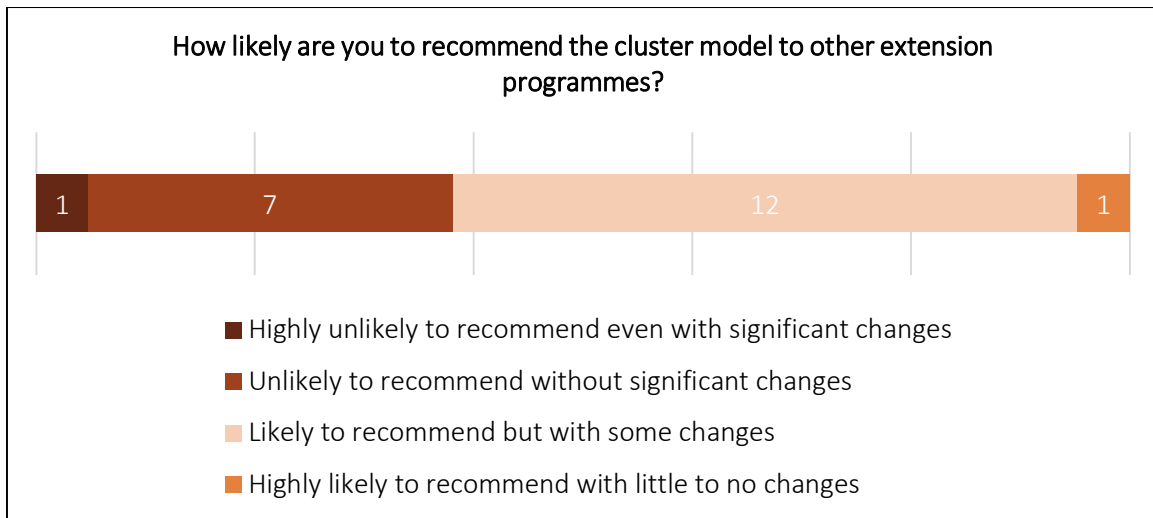 How likely are you to recommend the cluster model to other extension
programmes?
1 7 12 1
Highly unlikely to recommend even with significant changes
Unlikely to recommend without significant changes
Likely to recommend but with some changes
Highly likely to recommend with little to no changes